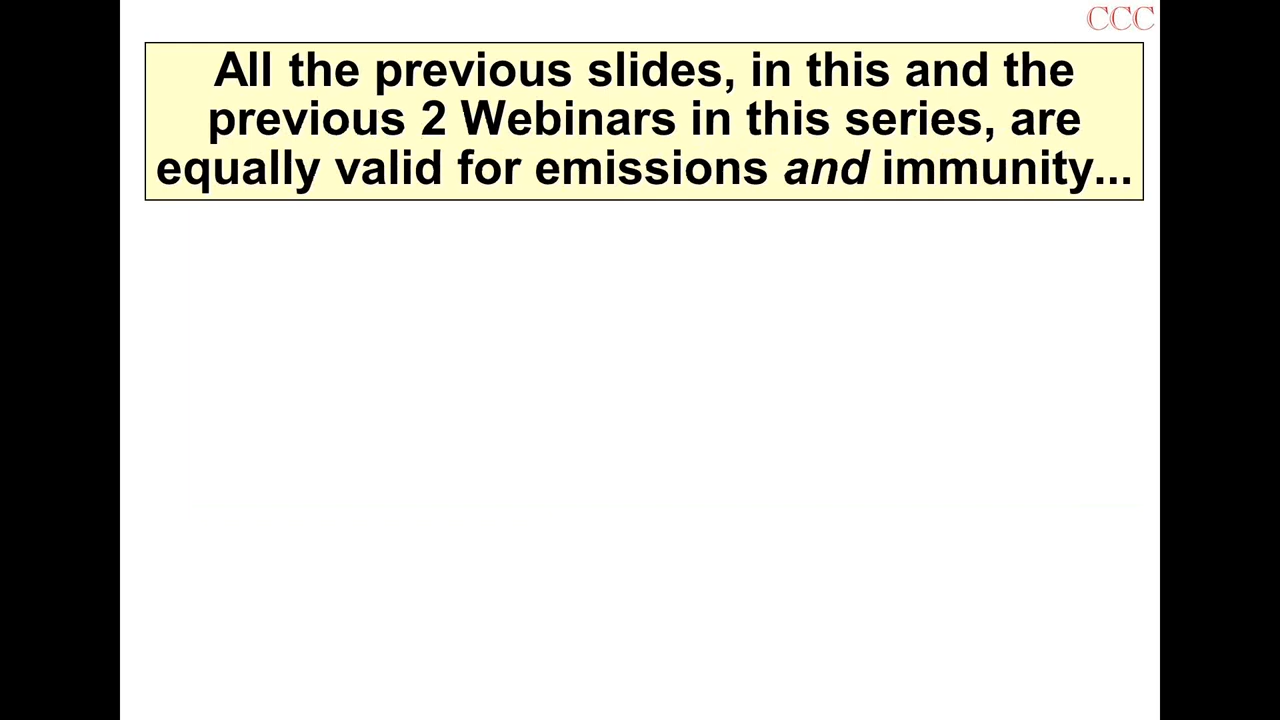 CCC
All the previous slides, in this and the
previous 2 Webinars in this series, are
equally valid for emissions and immunity...